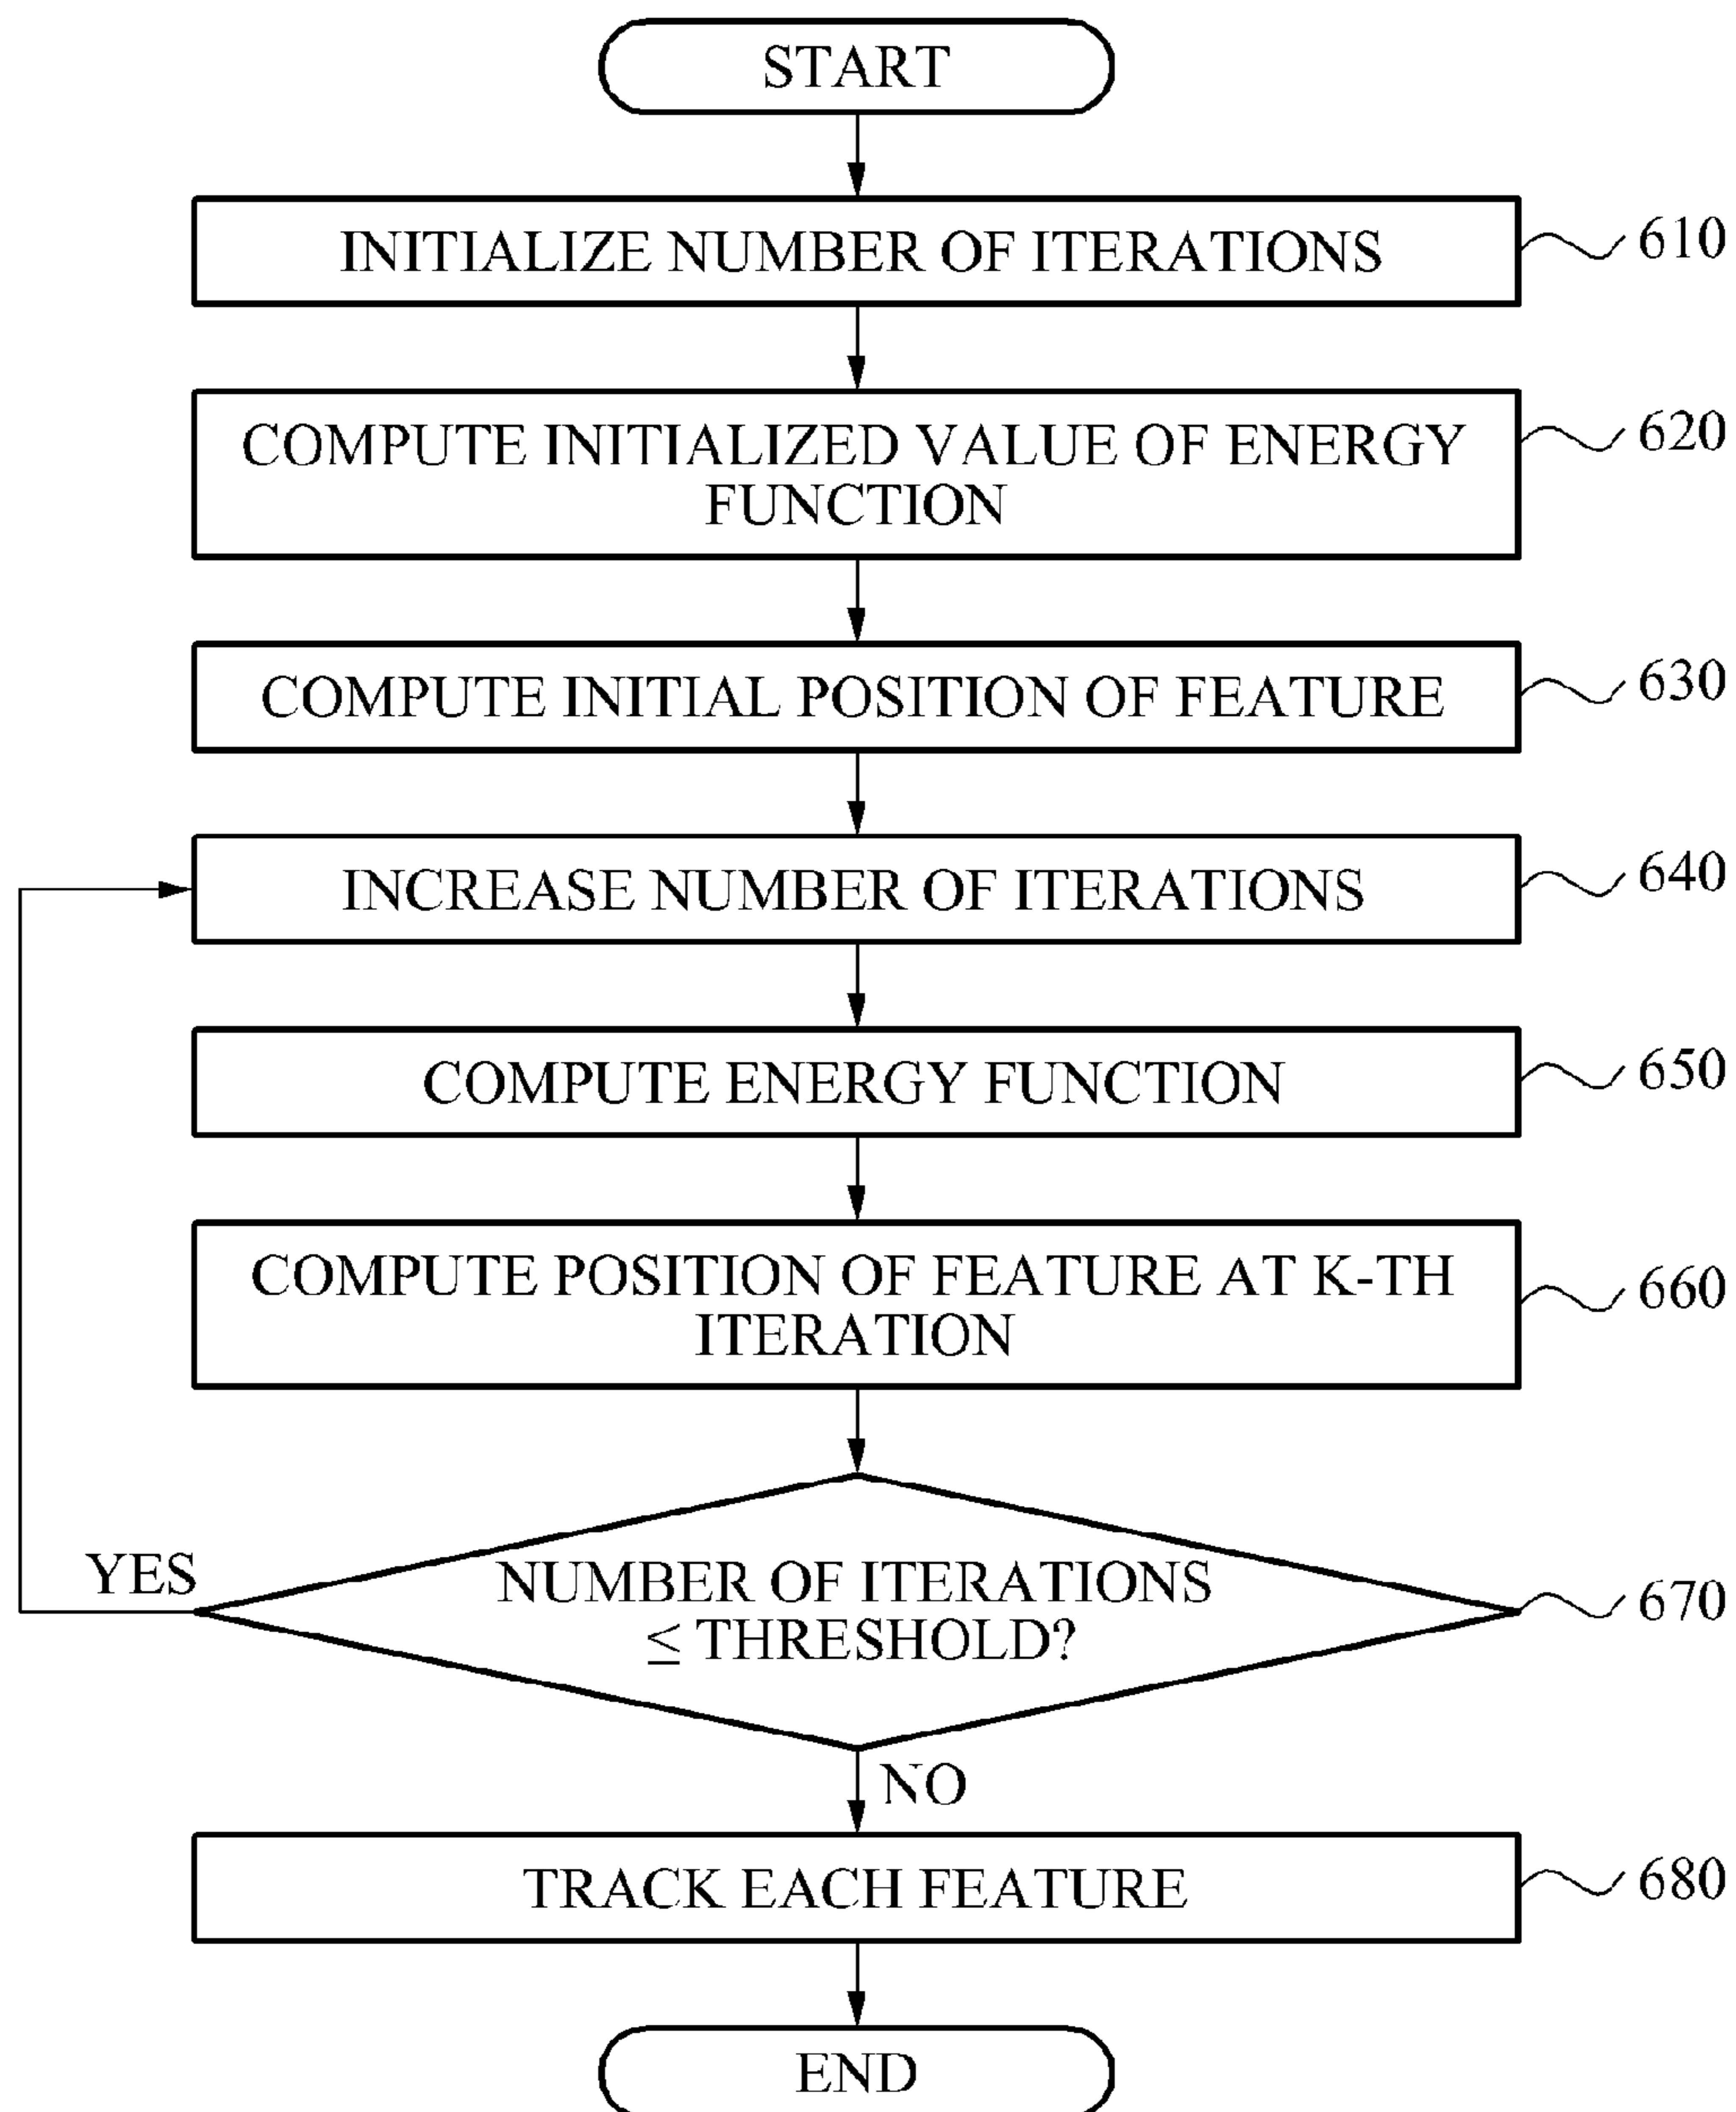 START
INITIALIZE NUMBER OF ITERATIONS
610
COMPUTE INITIALIZED VALUE OF ENERGY
FUNCTION
620
COMPUTE INITIAL POSITION OF FEATURE
630
INCREASE NUMBER OF ITERATIONS
640
COMPUTE ENERGY FUNCTION
650
COMPUTE POSITION OF FEATURE AT K-TH
ITERATION
660
YES
NUMBER OF ITERATIONS
≤ THRESHOLD?
670
NO
TRACK EACH FEATURE
680
END